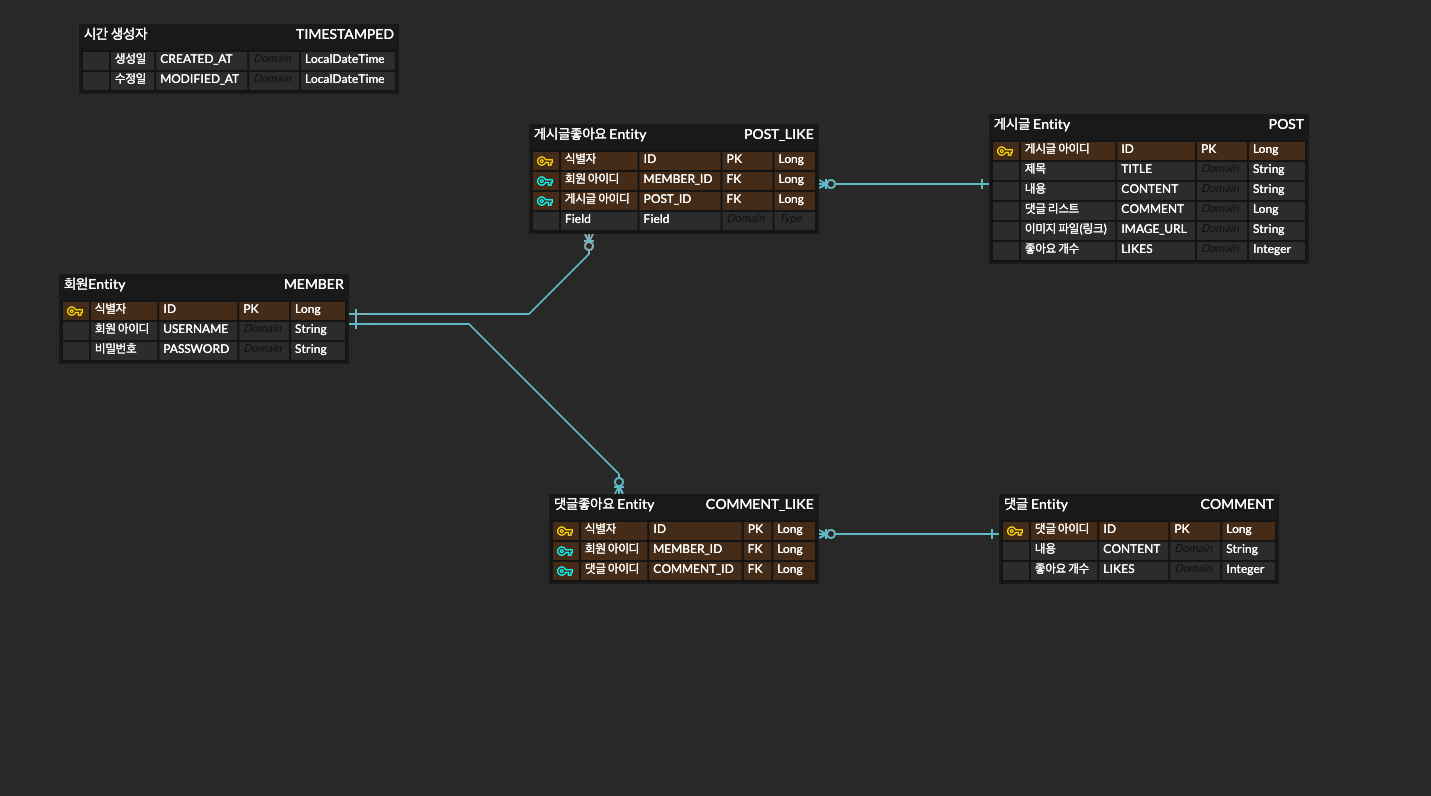 시간 생성자 TIMESTAMPED
생성일 CREATED_AT Domain LocalDateTime
수정일 MODIFIED_AT Domain LocalDateTime
게시글좋아요 Entity POST_LIKE
식별자 ID PK Long
회원 아이디 MEMBER_ID FK Long
게시글 아이디 POST_ID FK Long
Field Field Domain Type
게시글 Entity POST
게시글 아이디 ID PK Long
제목 TITLE Domain String
내용 CONTENT Domain String
댓글 리스트 COMMENT Domain Long
이미지 파일(링크) IMAGE_URL Domain String
좋아요 개수 LIKES Domain Integer
회원Entity MEMBER
식별자 ID PK Long
회원 아이디 USERNAME Domain String
비밀번호 PASSWORD Domain String
댓글좋아요 Entity COMMENT_LIKE
식별자 ID PK Long
회원 아이디 MEMBER_ID FK Long
댓글 아이디 COMMENT_ID FK Long
댓글 Entity COMMENT
댓글 아이디 ID PK Long
내용 CONTENT Domain String
좋아요 개수 LIKES Domain Integer